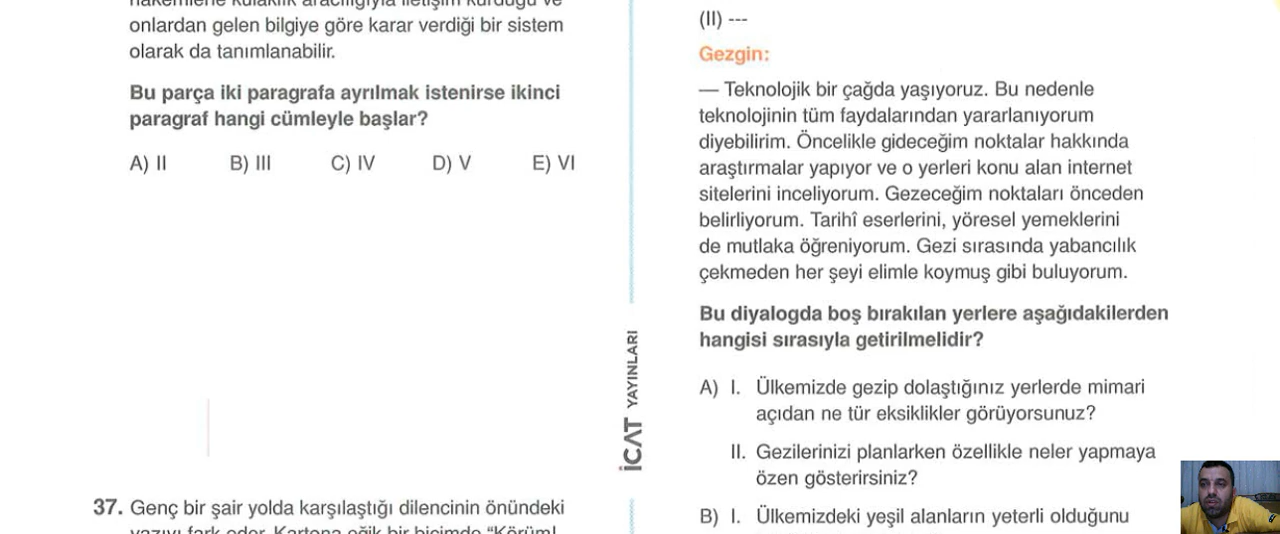 onlardan gelen bilgiye göre karar verdiği bir sistem
olarak da tanımlanabilir.
Bu parça iki paragrafa ayrılmak istenirse ikinci
paragraf hangi cümleyle başlar?
A) II B) III C) IV D) V E) VI
37. Genç bir şair yolda karşılaştığı dilencinin önündeki
yazıyı fark eder. Kartona eğik bir biçimde "Körüm!
İCAT YAYINLARI
(II) ---
Gezgin:
— Teknolojik bir çağda yaşıyoruz. Bu nedenle
teknolojinin tüm faydalarından yararlanıyorum
diyebilirim. Öncelikle gideceğim noktalar hakkında
araştırmalar yapıyor ve o yerleri konu alan internet
sitelerini inceliyorum. Gezeceğim noktaları önceden
belirliyorum. Tarihî eserlerini, yöresel yemeklerini
de mutlaka öğreniyorum. Gezi sırasında yabancılık
çekmeden her şeyi elimle koymuş gibi buluyorum.
Bu diyalogda boş bırakılan yerlere aşağıdakilerden
hangisi sırasıyla getirilmelidir?
A) I. Ülkemizde gezip dolaştığınız yerlerde mimari
açıdan ne tür eksiklikler görüyorsunuz?
II. Gezilerinizi planlarken özellikle neler yapmaya
özen gösterirsiniz?
B) I. Ülkemizdeki yeşil alanların yeterli olduğunu